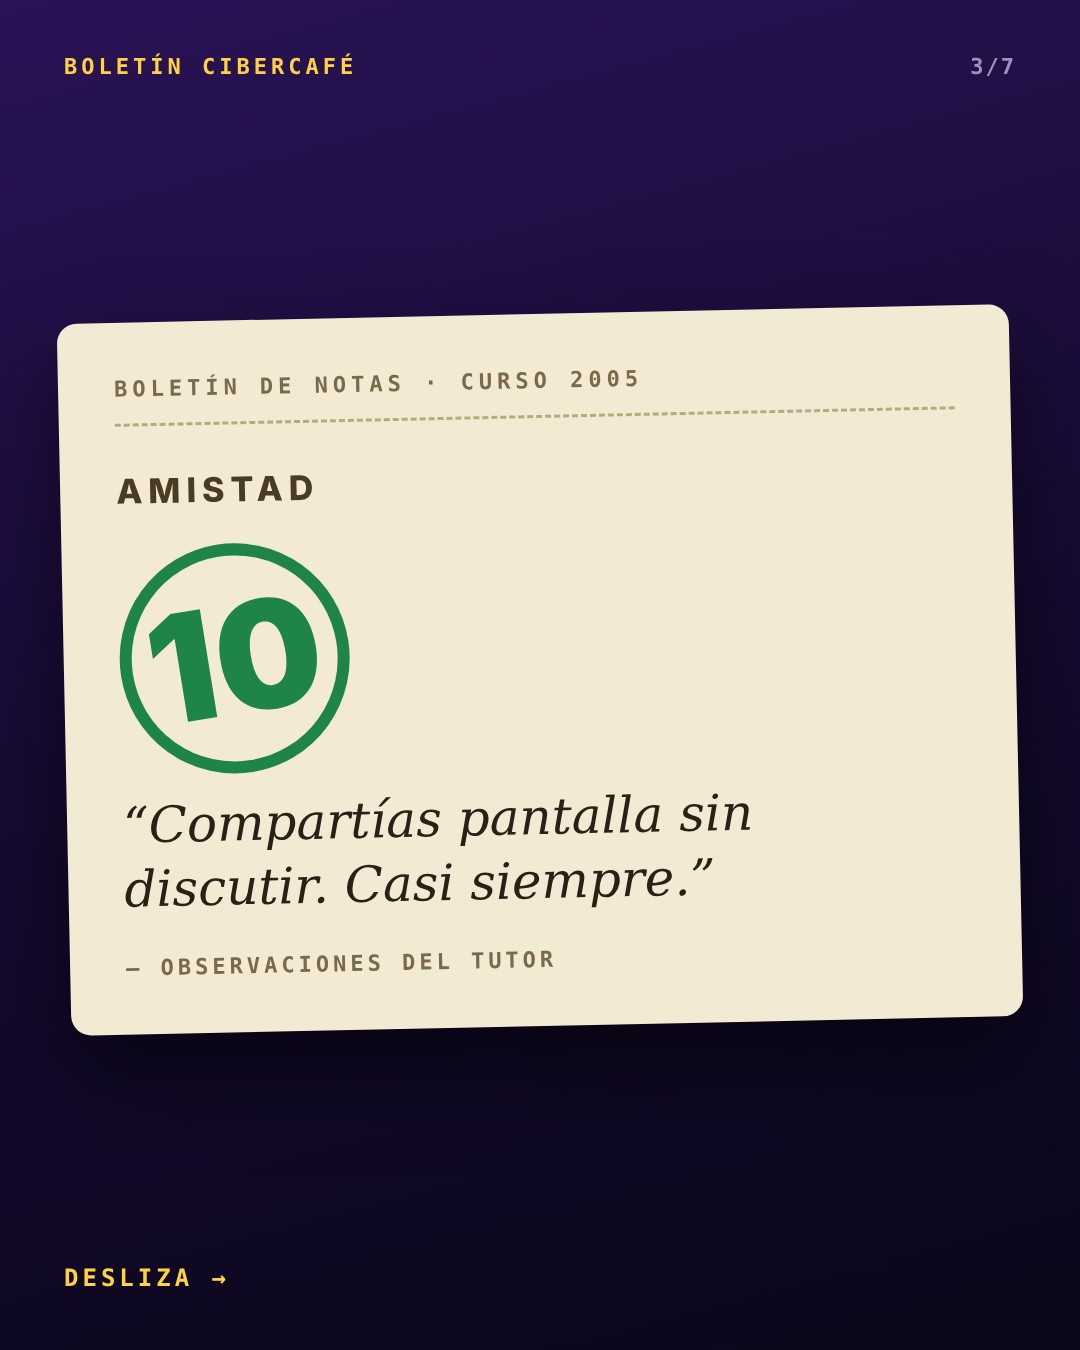 BOLETÍN CIBERCAFÉ
3/7
BOLETÍN DE NOTAS · CURSO 2005
AMISTAD
10
“Compartías pantalla sin
discutir. Casi siempre.”
— OBSERVACIONES DEL TUTOR
DESLIZA →